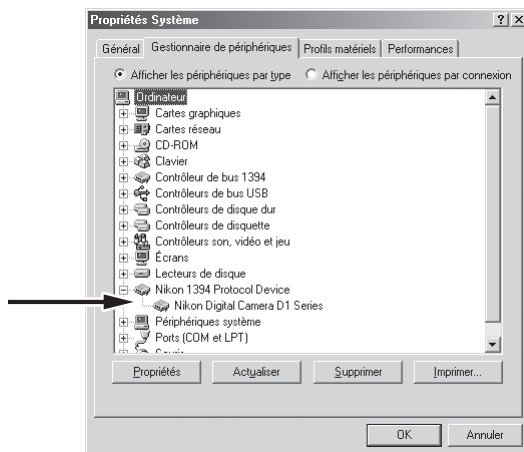 Propriétés Système
Général Gestionnaire de périphériques Profils matériels Performances
Afficher les périphériques par type Afficher les périphériques par connexion
Ordinateur
Cartes graphiques
Cartes réseau
CD-ROM
Clavier
Contrôleur de bus 1394
Contrôleurs de bus USB
Contrôleurs de disque dur
Contrôleurs de disquette
Contrôleurs son, vidéo et jeu
Écrans
Lecteurs de disque
Nikon 1394 Protocol Device
Nikon Digital Camera D1 Series
Périphériques système
Ports (COM et LPT)
Propriétés Actualiser Supprimer Imprimer...
OK Annuler